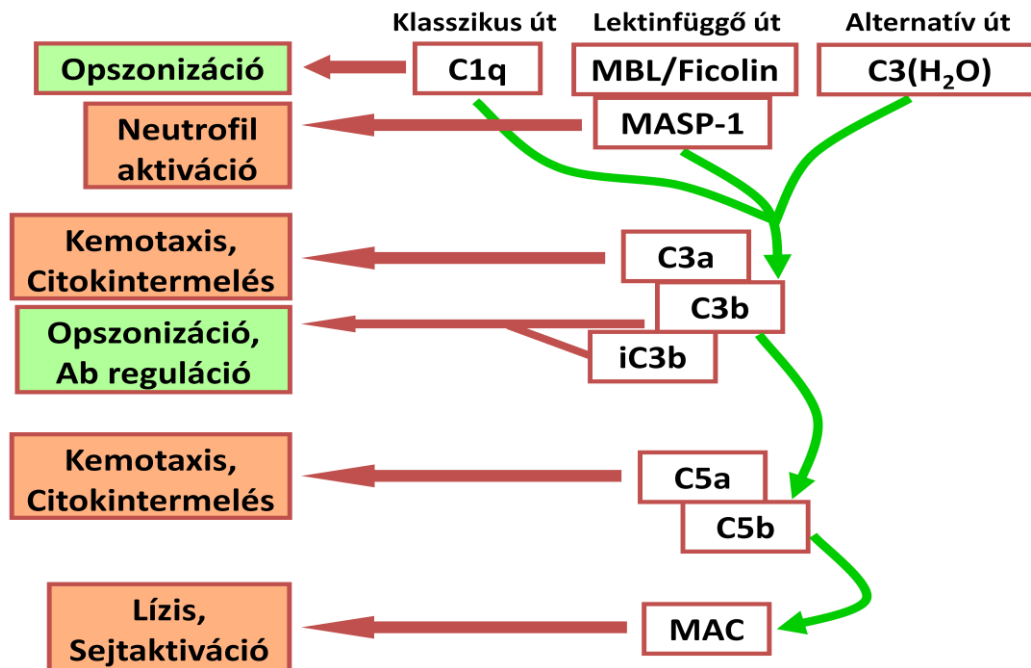 Klasszikus út
Lektinfüggő út
Alternatív út
Opszonizáció
C1q
MBL/Ficolin
C3(H₂O)
Neutrofil
aktiváció
MASP-1
Kemotaxis,
Citokintermelés
C3a
C3b
Opszonizáció,
Ab reguláció
iC3b
Kemotaxis,
Citokintermelés
C5a
C5b
Lízis,
Sejtaktiváció
MAC